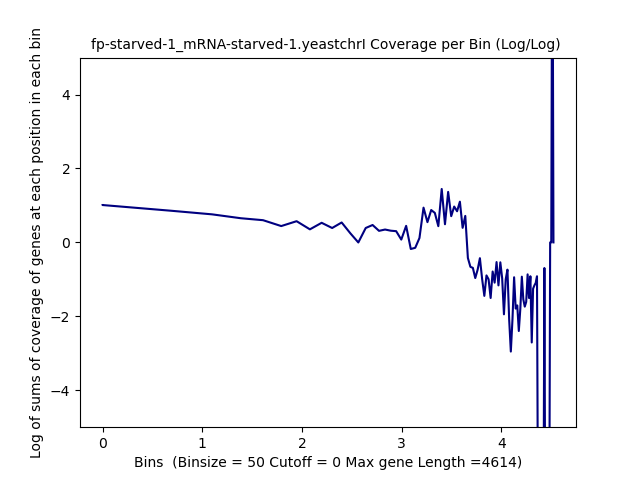 fp-starved-1_mRNA-starved-1.yeastchrI Coverage per Bin (Log/Log)
Log of sums of coverage of genes at each position in each bin
4
2
0
−2
−4
0 1 2 3 4
Bins  (Binsize = 50 Cutoff = 0 Max gene Length =4614)